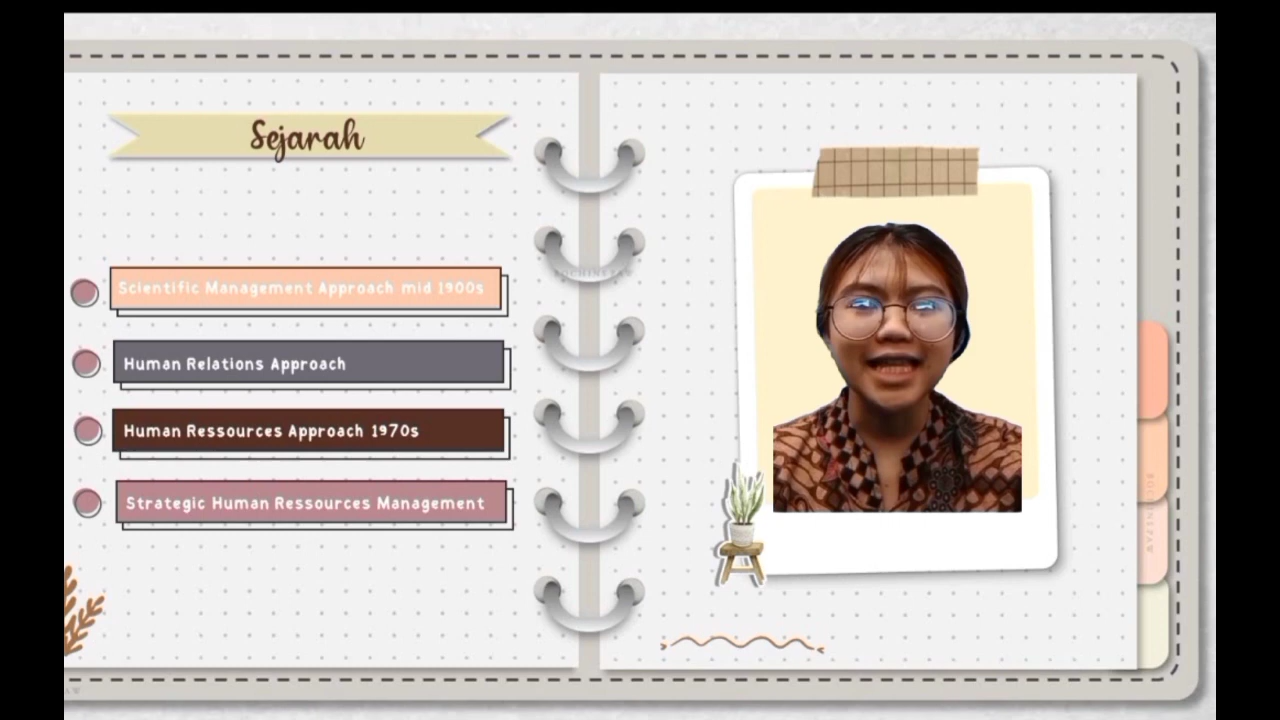 Sejarah
Scientific Management Approach mid 1900s
Human Relations Approach
Human Ressources Approach 1970s
Strategic Human Ressources Management